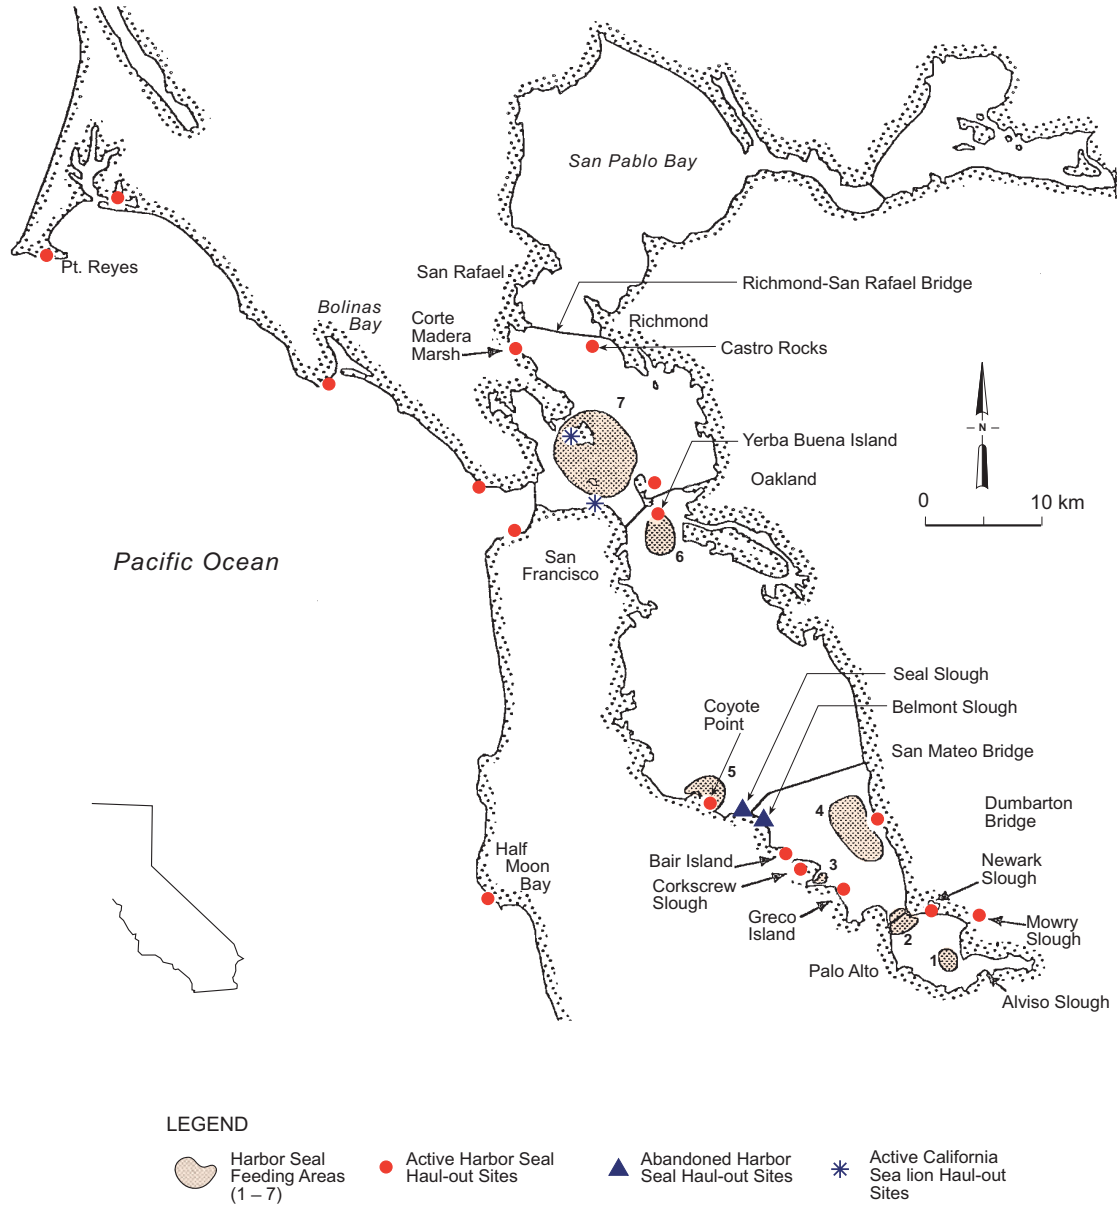 San Pablo Bay
Pt. Reyes
San Rafael
Richmond-San Rafael Bridge
Bolinas
Bay
Corte
Madera
Marsh
Richmond
Castro Rocks
7
Yerba Buena Island
Oakland
N
0 10 km
Pacific Ocean
San
Francisco
6
Seal Slough
Coyote
Point
Belmont Slough
San Mateo Bridge
5
4
Dumbarton
Bridge
Half
Moon
Bay
Bair Island
3
Newark
Slough
Corkscrew
Slough
Greco
Island
Mowry
Slough
2
1
Palo Alto
Alviso Slough
LEGEND
Harbor Seal
Feeding Areas
(1 – 7)
Active Harbor Seal
Haul-out Sites
Abandoned Harbor
Seal Haul-out Sites
Active California
Sea lion Haul-out
Sites